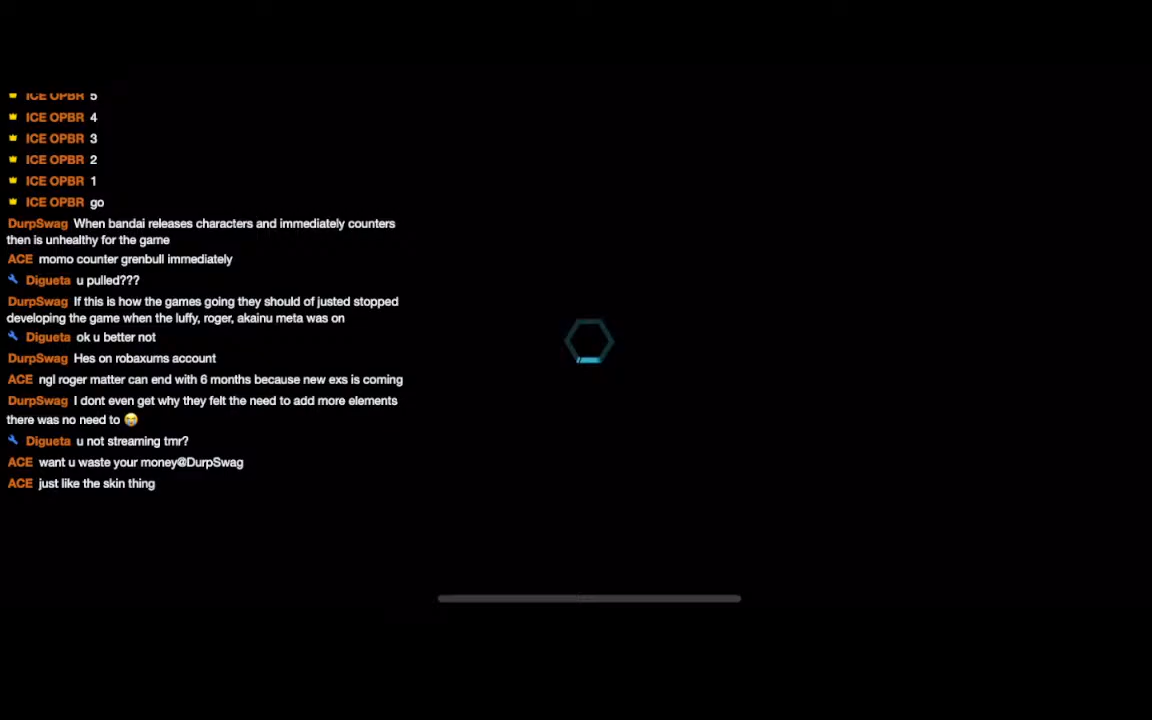 ICE OPBR 5
ICE OPBR 4
ICE OPBR 3
ICE OPBR 2
ICE OPBR 1
ICE OPBR go
DurpSwag When bandai releases characters and immediately counters
then is unhealthy for the game
ACE momo counter grenbull immediately
Digueta u pulled???
DurpSwag If this is how the games going they should of justed stopped
developing the game when the luffy, roger, akainu meta was on
Digueta ok u better not
DurpSwag Hes on robaxums account
ACE ngl roger matter can end with 6 months because new exs is coming
DurpSwag I dont even get why they felt the need to add more elements
there was no need to 😭
Digueta u not streaming tmr?
ACE want u waste your money@DurpSwag
ACE just like the skin thing